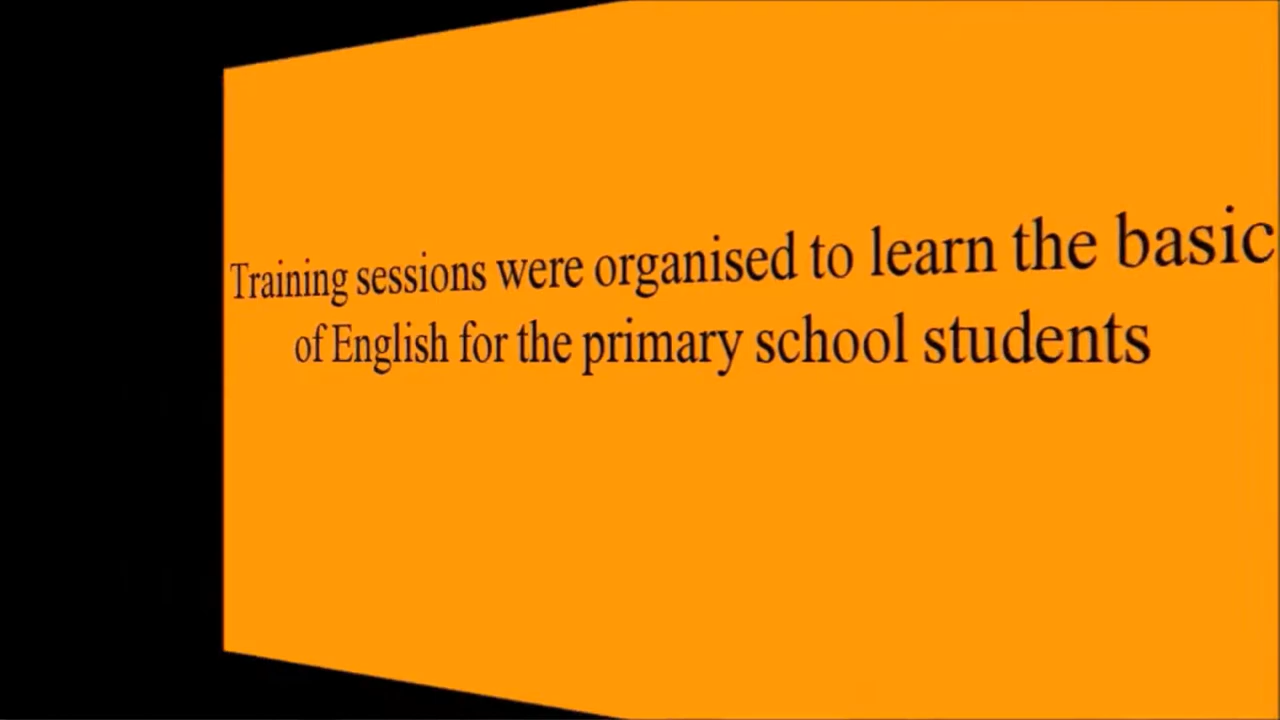 Training sessions were organised to learn the basic
of English for the primary school students